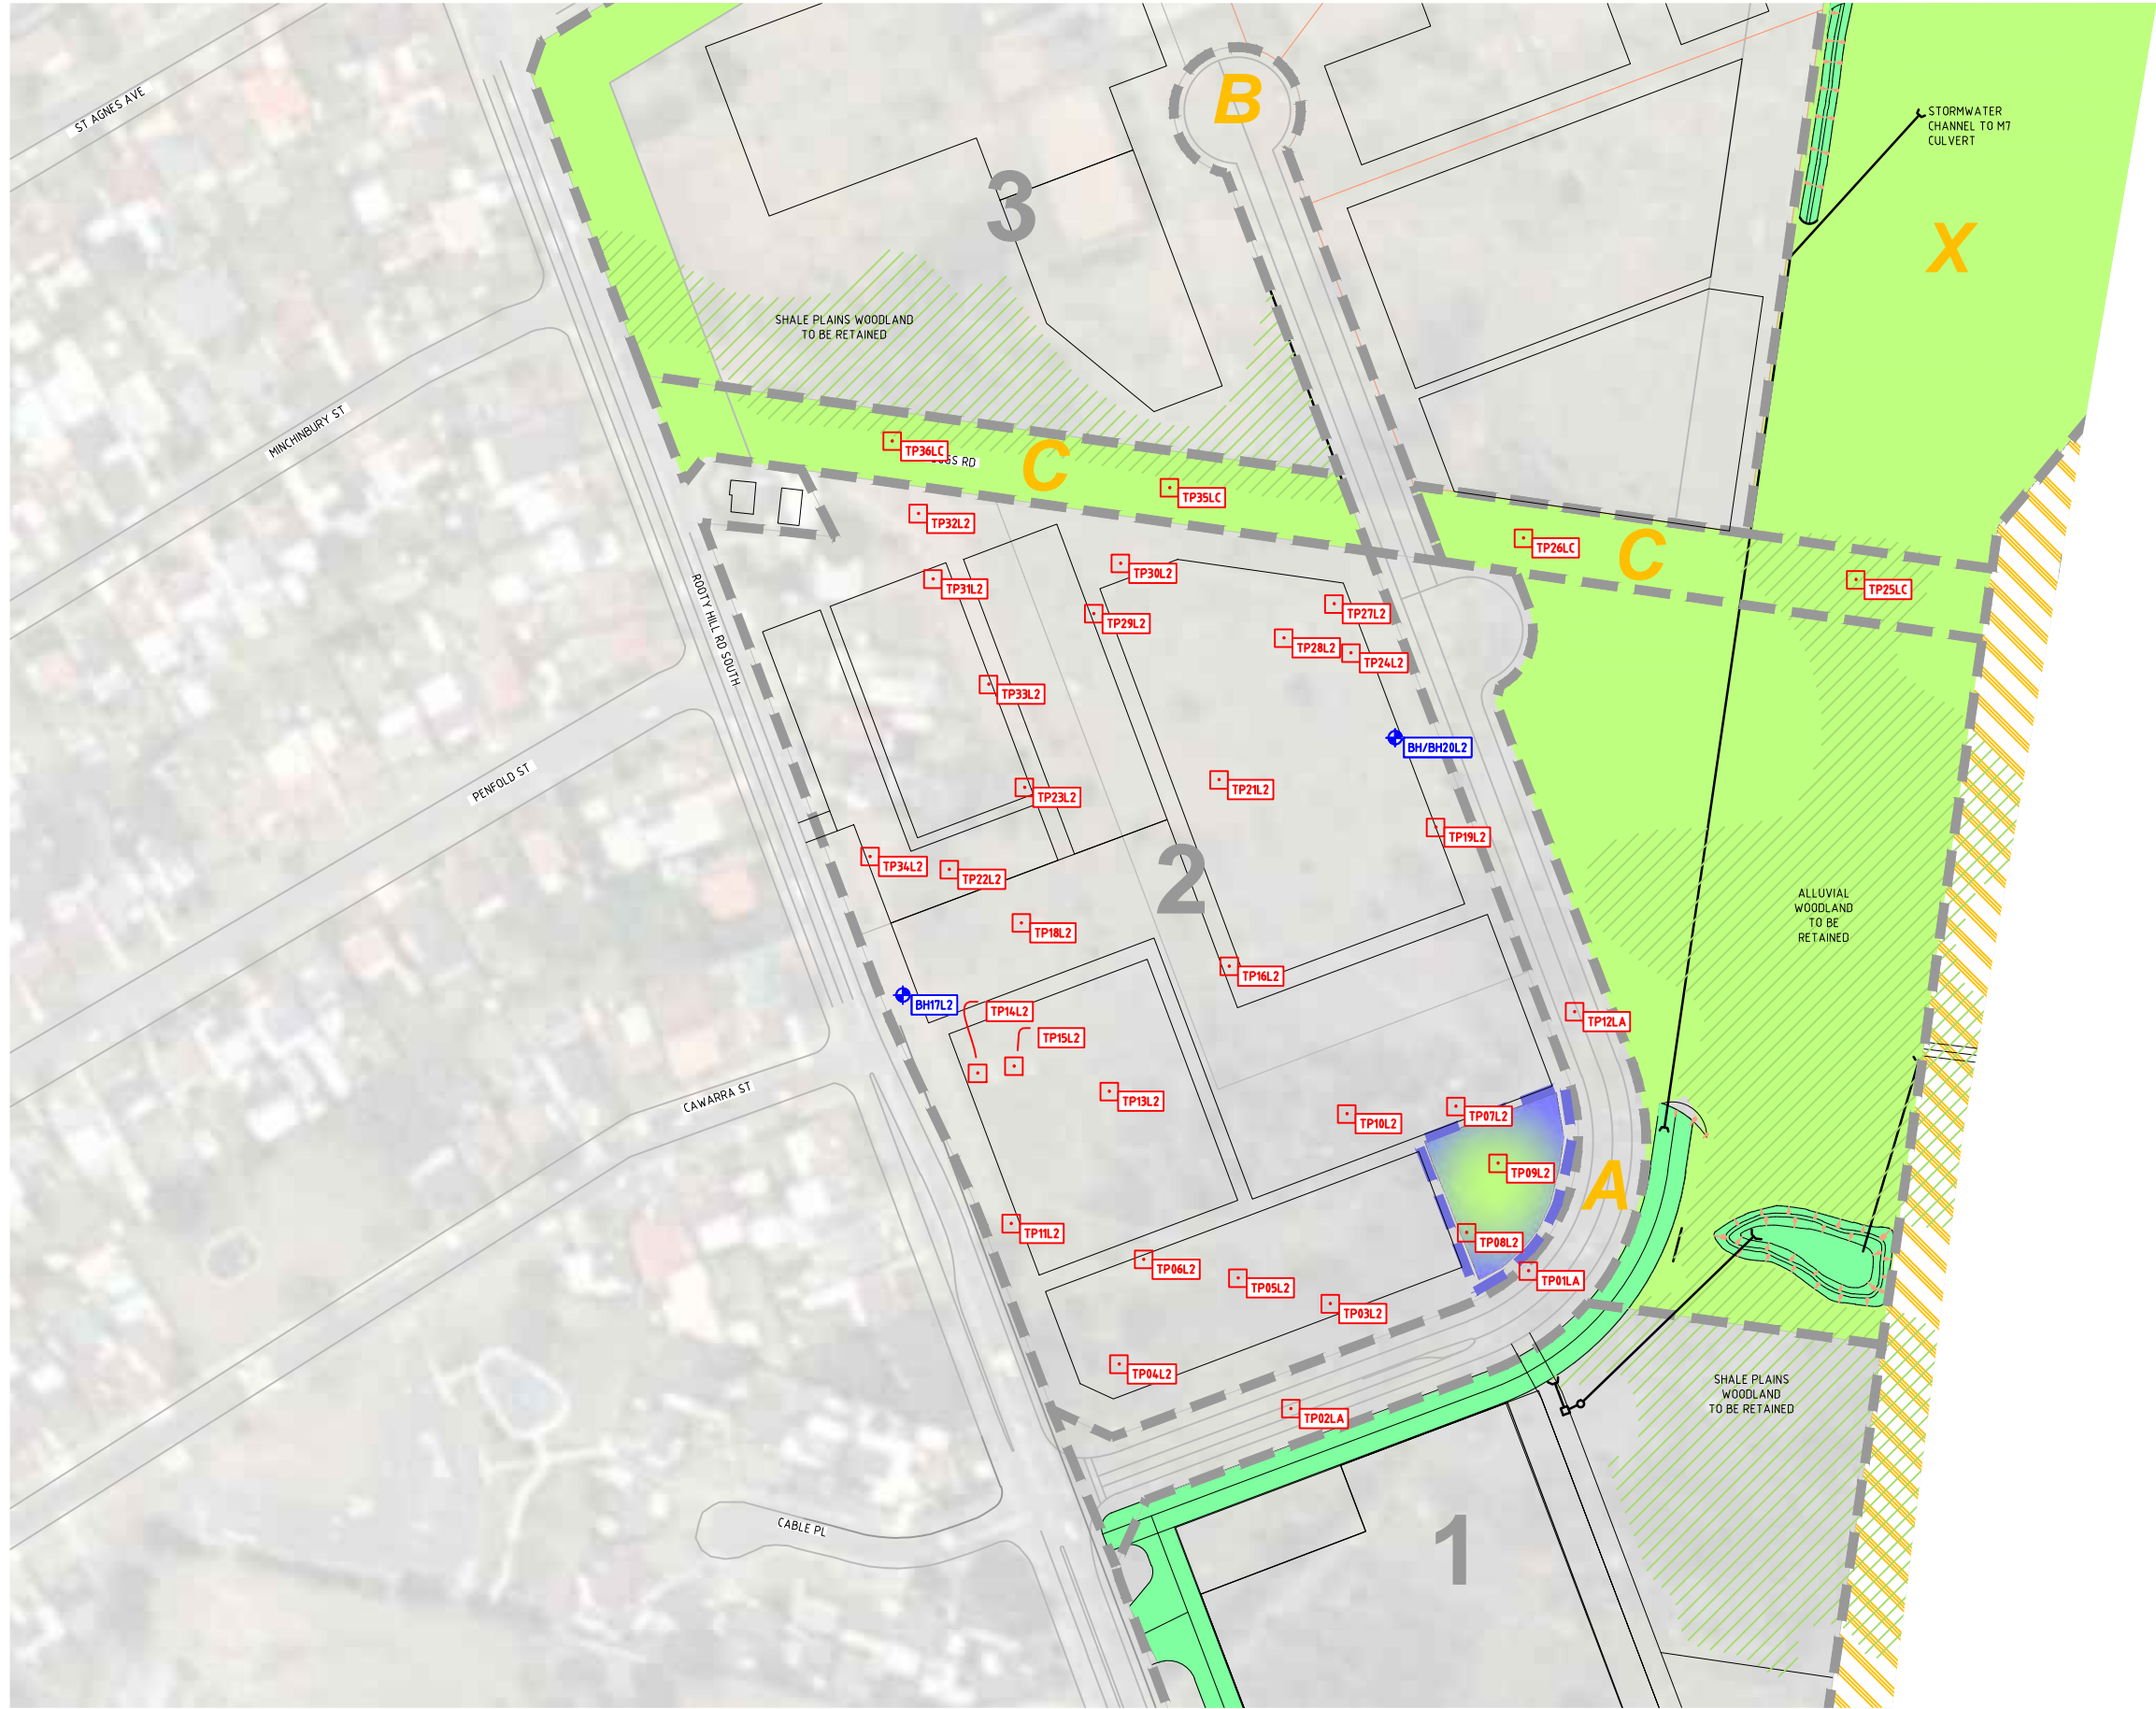 ST AGNES AVE
B
STORMWATER
CHANNEL TO M7
CULVERT
3
X
SHALE PLAINS WOODLAND
TO BE RETAINED
MINCHINBURY ST
TP36LC
RD
C
TP35LC
TP32L2
TP26LC
C
TP30L2
TP31L2
TP25LC
TP27L2
TP29L2
ROOTY HILL RD SOUTH
TP28L2
TP24L2
TP33L2
BH/BH20L2
PENFOLD ST
TP21L2
TP23L2
TP19L2
TP34L2
TP22L2
2
ALLUVIAL
WOODLAND
TO BE
RETAINED
TP18L2
TP16L2
BH17L2
TP14L2
TP12LA
TP15L2
CAWARRA ST
TP13L2
TP07L2
TP10L2
TP09L2
A
TP11L2
TP08L2
TP06L2
TP01LA
TP05L2
TP03L2
TP04L2
SHALE PLAINS
WOODLAND
TO BE RETAINED
TP02LA
CABLE PL
1